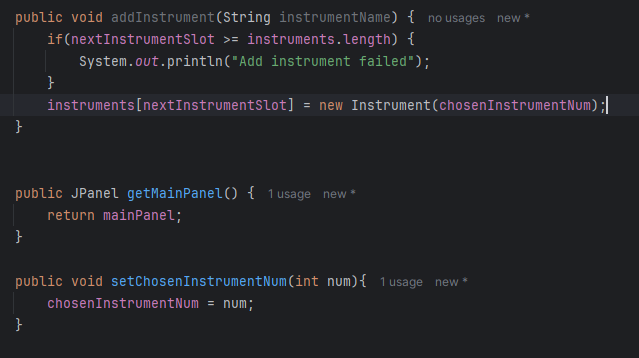 public void addInstrument(String instrumentName) { no usages new *
if(nextInstrumentSlot >= instruments.length) {
System.out.println("Add instrument failed");
}
instruments[nextInstrumentSlot] = new Instrument(chosenInstrumentNum);
}
public JPanel getMainPanel() { 1 usage new *
return mainPanel;
}
public void setChosenInstrumentNum(int num){ 1 usage new *
chosenInstrumentNum = num;
}